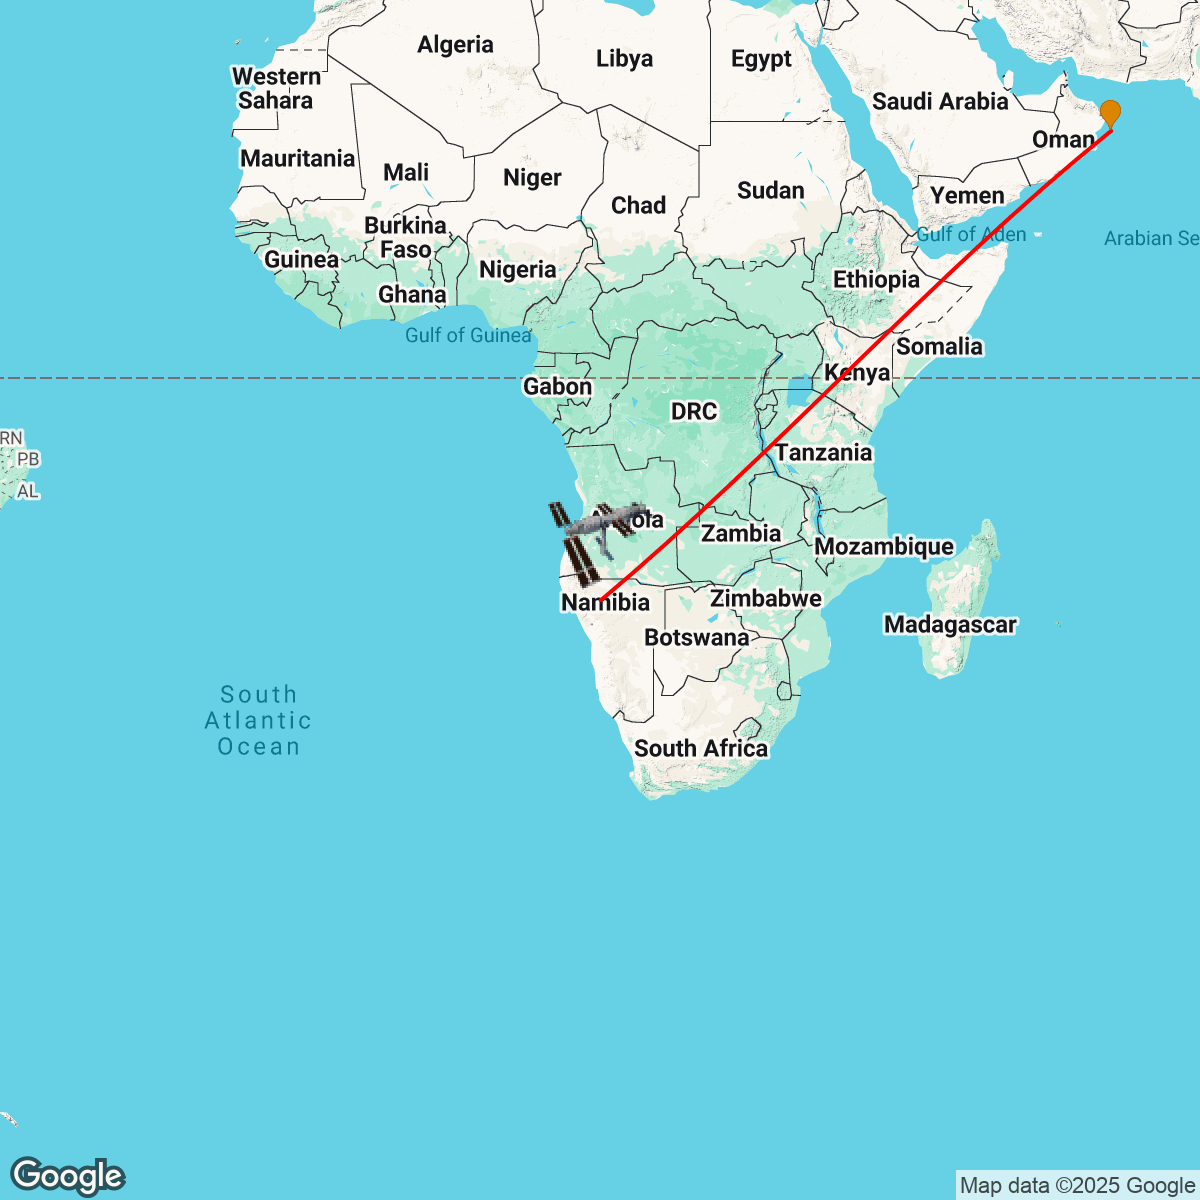 Algeria
Libya
Egypt
Western
Sahara
Saudi Arabia
Oman
Mauritania
Mali
Niger
Chad
Sudan
Yemen
Burkina
Faso
Guinea
Nigeria
Gulf of Aden
Arabian Se
Ethiopia
Ghana
Gulf of Guinea
Somalia
Kenya
Gabon
DRC
RN
PB
AL
Tanzania
Zambia
Mozambique
Namibia
Zimbabwe
Madagascar
Botswana
South
Atlantic
Ocean
South Africa
Google
Map data ©2025 Google